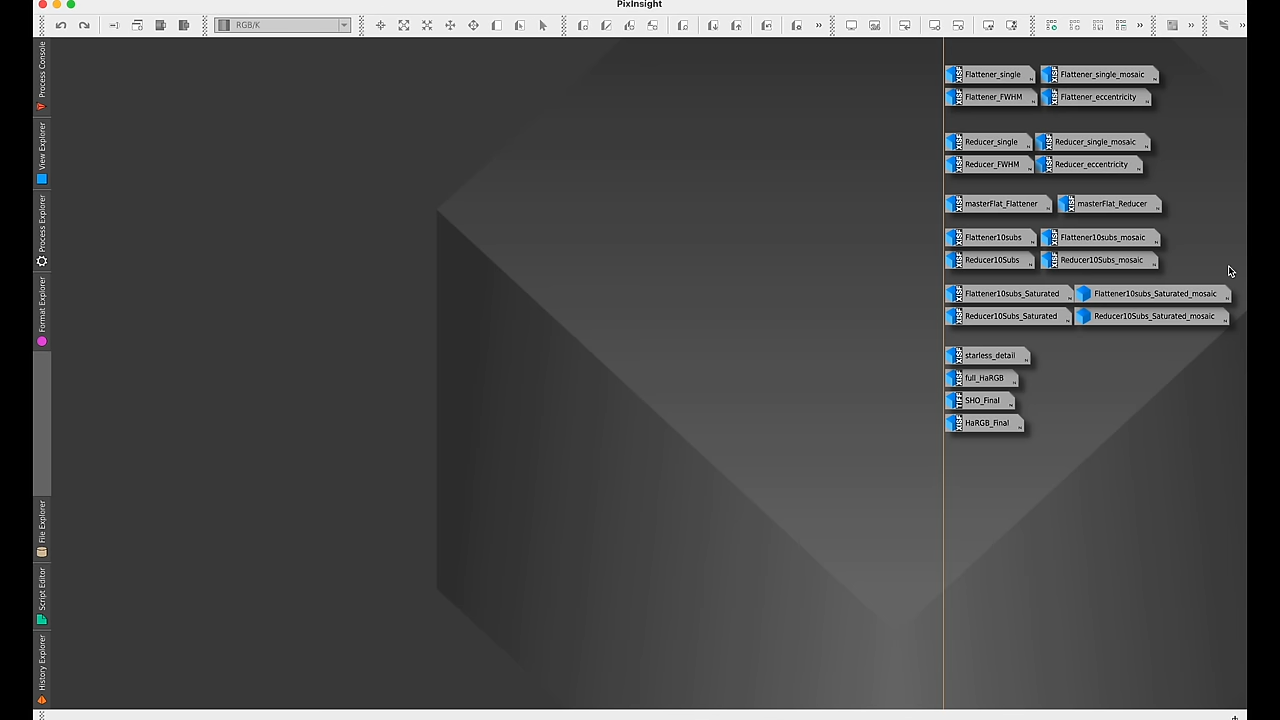 PixInsight
RGB/K
Process Console
View Explorer
Process Explorer
Format Explorer
File Explorer
Script Editor
History Explorer
Flattener_single
Flattener_single_mosaic
Flattener_FWHM
Flattener_eccentricity
Reducer_single
Reducer_single_mosaic
Reducer_FWHM
Reducer_eccentricity
masterFlat_Flattener
masterFlat_Reducer
Flattener10subs
Flattener10subs_mosaic
Reducer10Subs
Reducer10Subs_mosaic
Flattener10subs_Saturated
Flattener10subs_Saturated_mosaic
Reducer10Subs_Saturated
Reducer10Subs_Saturated_mosaic
starless_detail
full_HaRGB
SHO_Final
HaRGB_Final